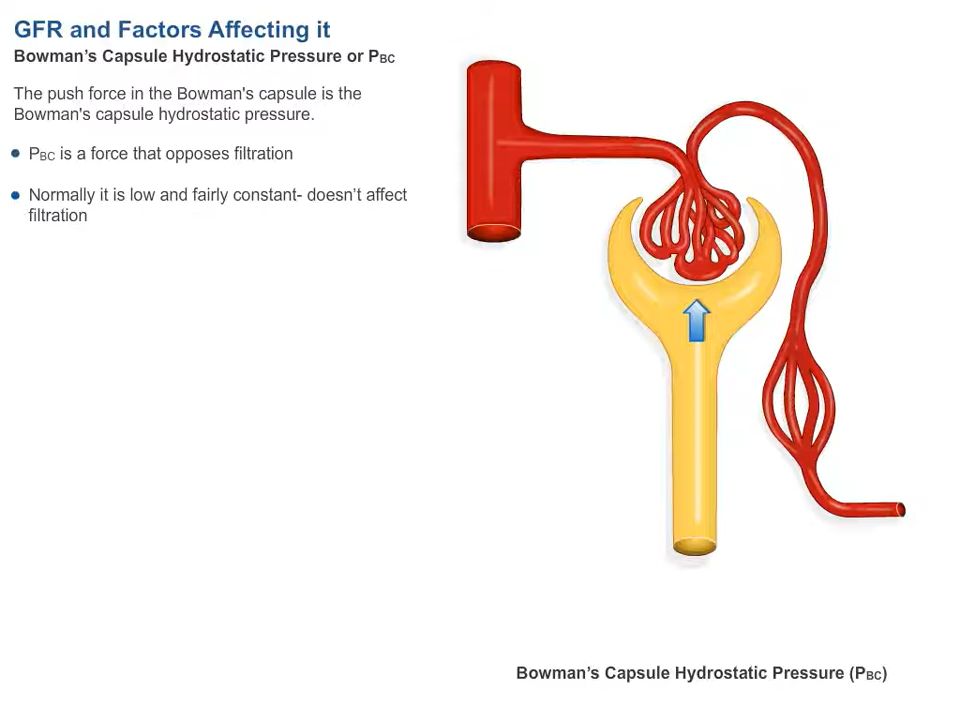 GFR and Factors Affecting it
Bowman’s Capsule Hydrostatic Pressure or PBC
The push force in the Bowman's capsule is the
Bowman's capsule hydrostatic pressure.
PBC is a force that opposes filtration
Normally it is low and fairly constant- doesn’t affect
filtration
Bowman’s Capsule Hydrostatic Pressure (PBC)